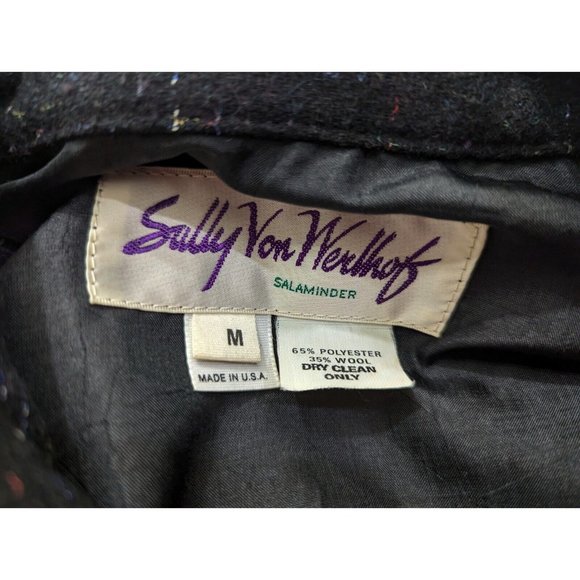 Sally Von Werlhof
SALAMINDER
M
MADE IN U.S.A.
65% POLYESTER
35% WOOL
DRY CLEAN
ONLY